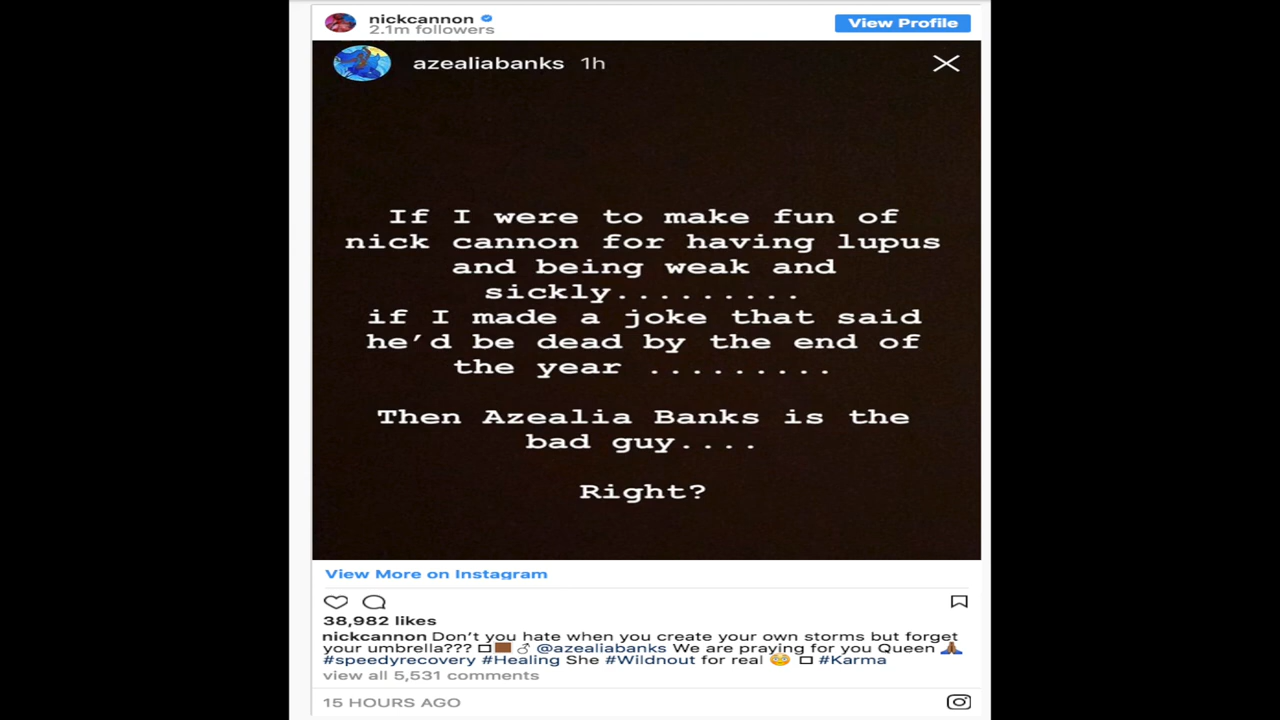 nickcannon
View Profile
2.1m followers
azealiabanks 1h
If I were to make fun of
nick cannon for having lupus
and being weak and
sickly.........
if I made a joke that said
he’d be dead by the end of
the year .........
Then Azealia Banks is the
bad guy....
Right?
View More on Instagram
38,982 likes
nickcannon Don’t you hate when you create your own storms but forget
your umbrella??? □🏾♂ @azealiabanks We are praying for you Queen 🙏🏾
#speedyrecovery #Healing She #Wildnout for real 😳 □ #Karma
view all 5,531 comments
15 HOURS AGO